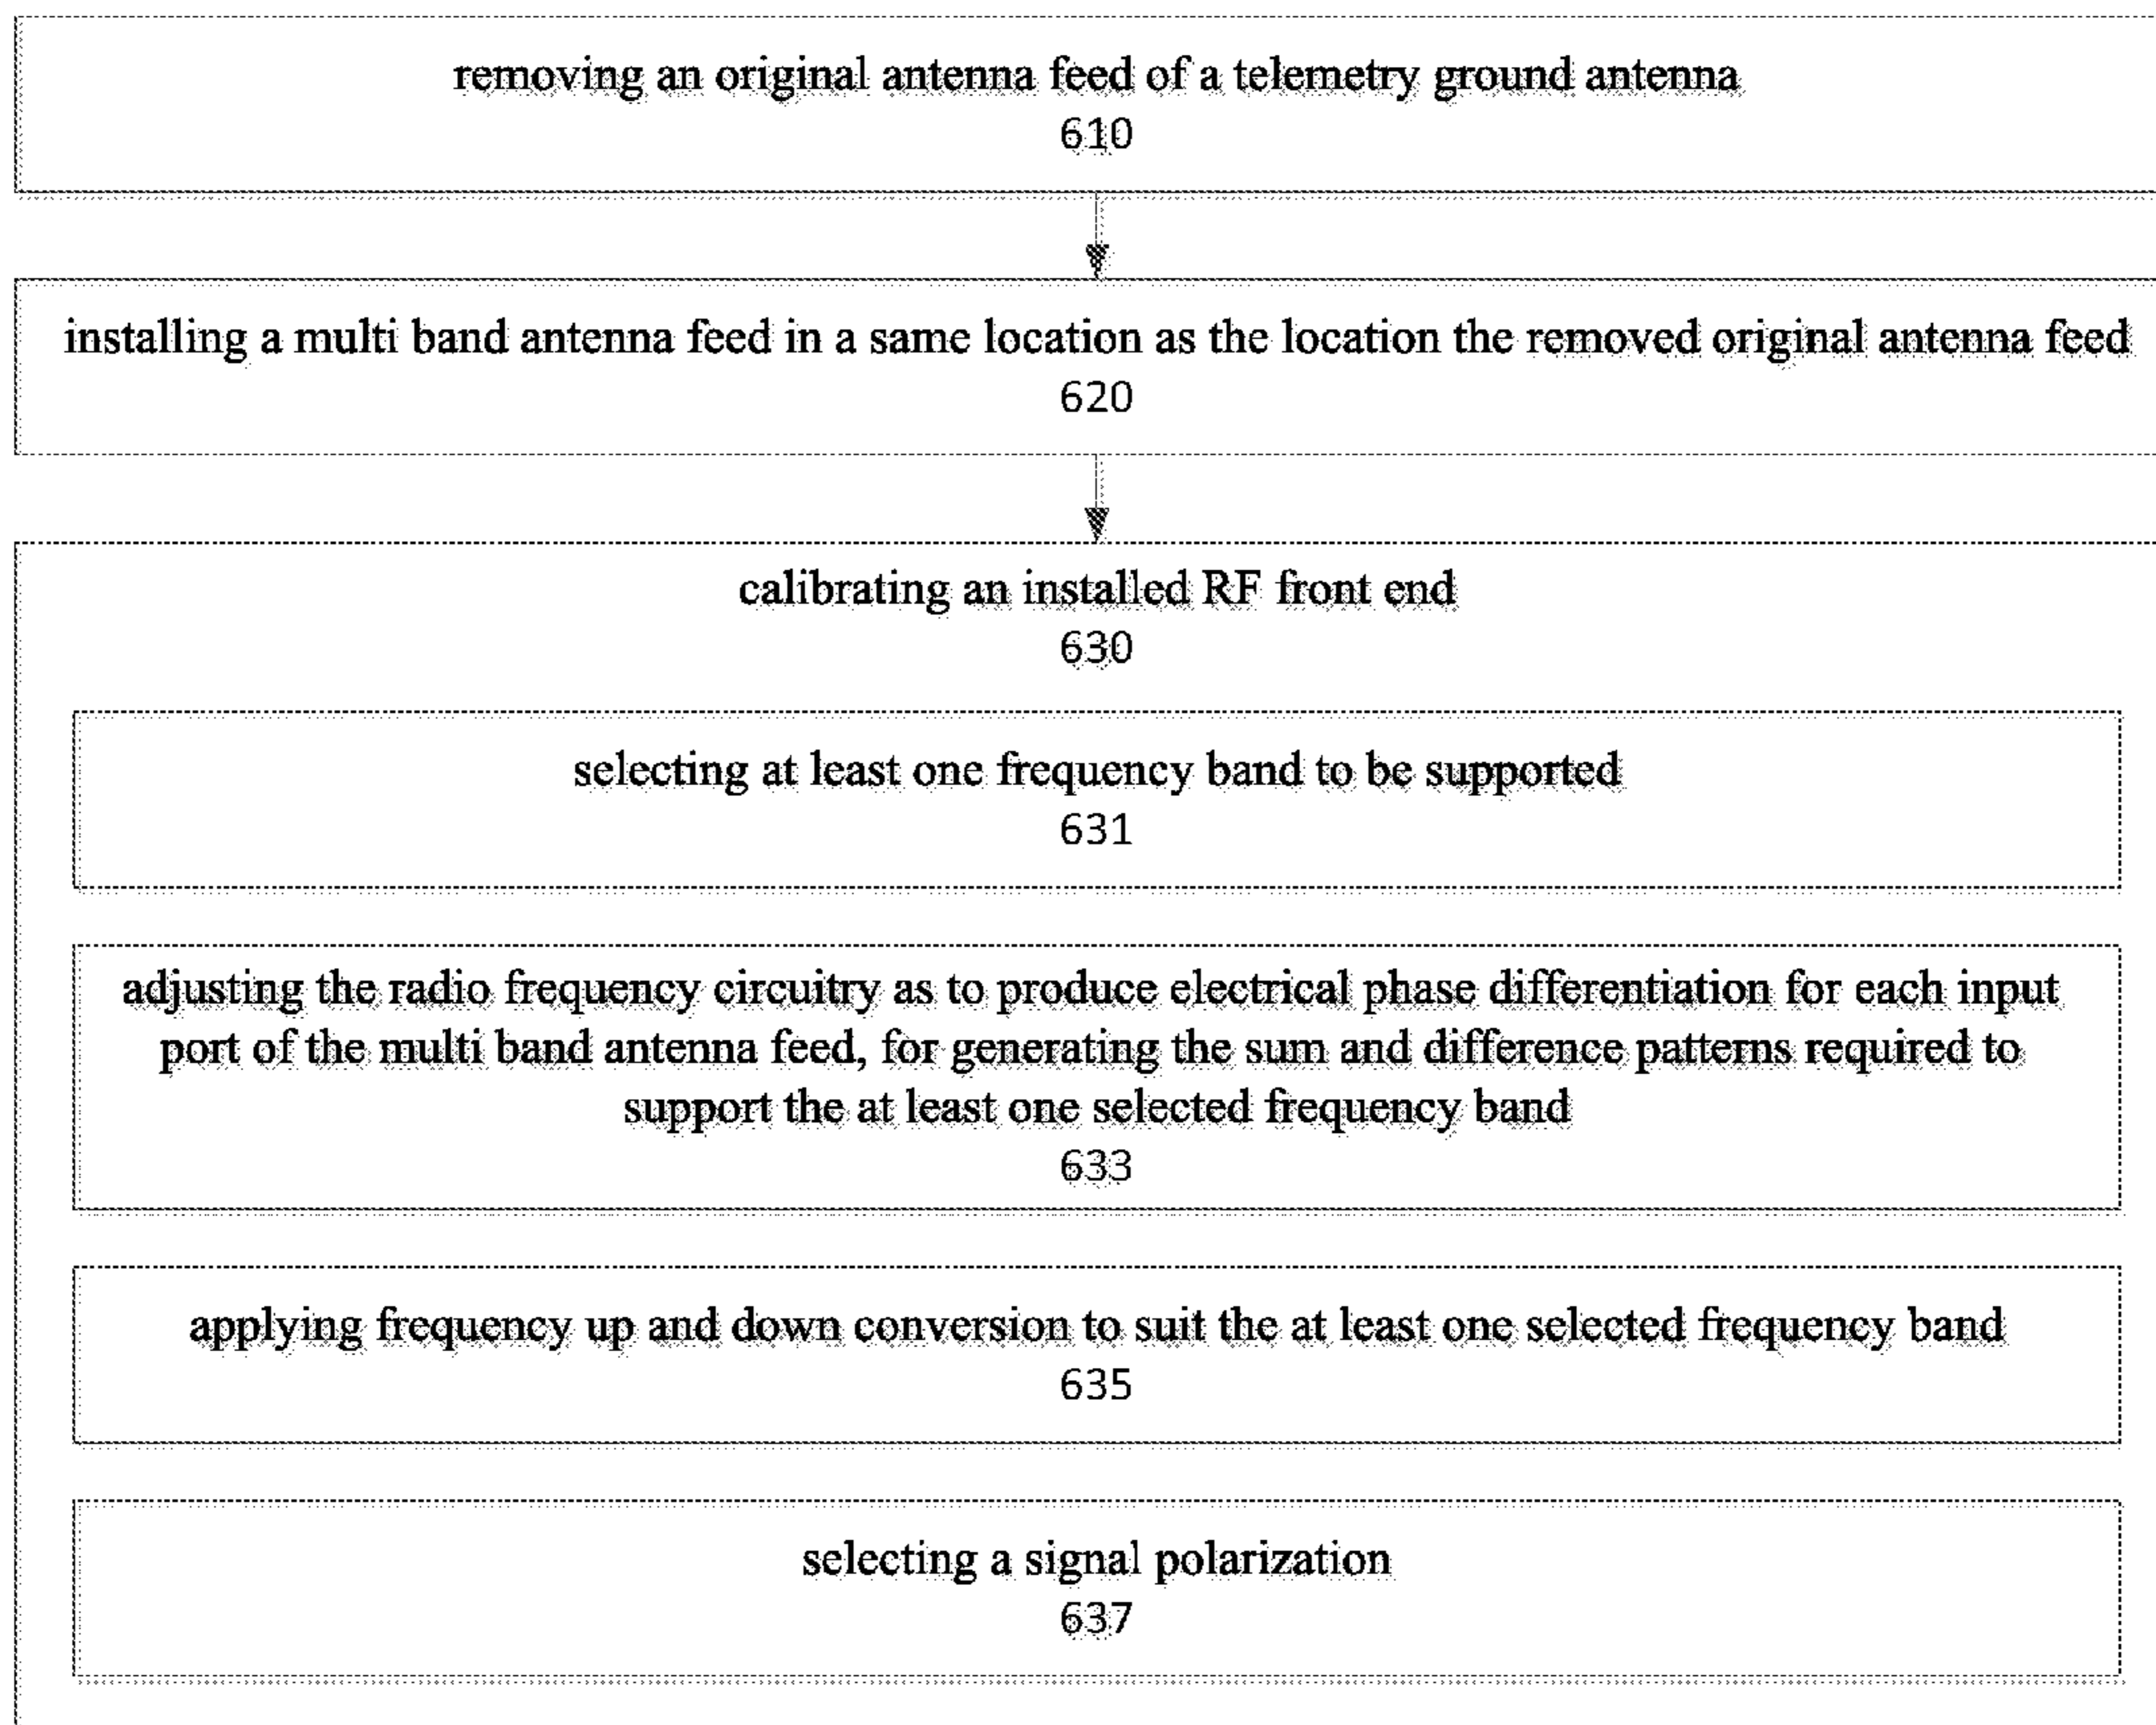 removing an original antenna feed of a telemetry ground antenna
610
installing a multi band antenna feed in a same location as the location the removed original antenna feed
620
calibrating an installed RF front end
630
selecting at least one frequency band to be supported
631
adjusting the radio frequency circuitry as to produce electrical phase differentiation for each input
port of the multi band antenna feed, for generating the sum and difference patterns required to
support the at least one selected frequency band
633
applying frequency up and down conversion to suit the at least one selected frequency band
635
selecting a signal polarization
637